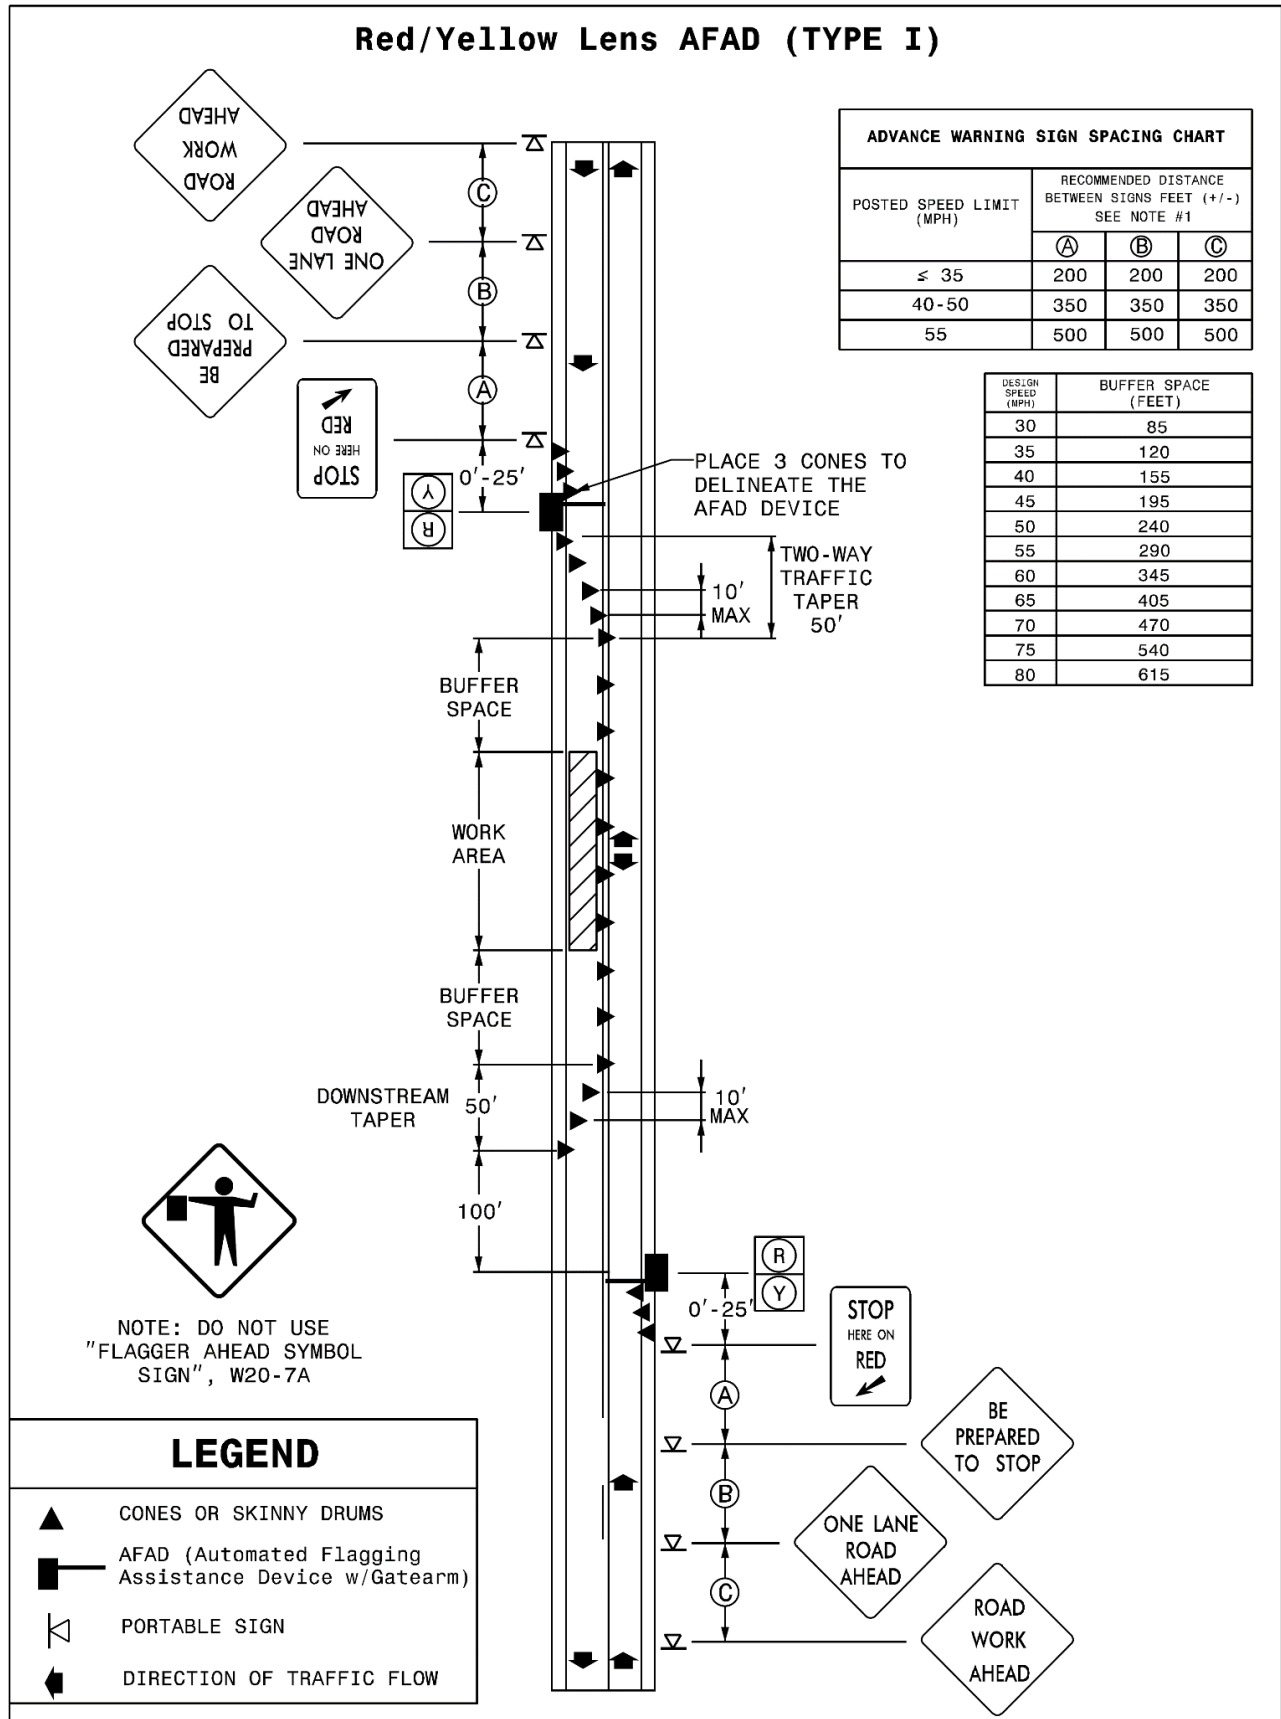 Red/Yellow Lens AFAD (TYPE I)
ROAD
WORK
AHEAD
ONE LANE
ROAD
AHEAD
BE
PREPARED
TO STOP
STOP
HERE ON
RED
C
B
A
0'-25'
Y
R
ADVANCE WARNING SIGN SPACING CHART
POSTED SPEED LIMIT
(MPH)
RECOMMENDED DISTANCE
BETWEEN SIGNS FEET (+/-)
SEE NOTE #1
A B C
≤ 35 200 200 200
40-50 350 350 350
55 500 500 500
DESIGN
SPEED
(MPH)
BUFFER SPACE
(FEET)
30 85
35 120
40 155
45 195
50 240
55 290
60 345
65 405
70 470
75 540
80 615
PLACE 3 CONES TO
DELINEATE THE
AFAD DEVICE
TWO-WAY
TRAFFIC
TAPER
50'
10'
MAX
BUFFER
SPACE
WORK
AREA
BUFFER
SPACE
DOWNSTREAM
TAPER
50'
10'
MAX
100'
R
Y
0'-25'
STOP
HERE ON
RED
A
BE
PREPARED
TO STOP
B
ONE LANE
ROAD
AHEAD
C
ROAD
WORK
AHEAD
NOTE: DO NOT USE
"FLAGGER AHEAD SYMBOL
SIGN", W20-7A
LEGEND
CONES OR SKINNY DRUMS
AFAD (Automated Flagging
Assistance Device w/Gatearm)
PORTABLE SIGN
DIRECTION OF TRAFFIC FLOW